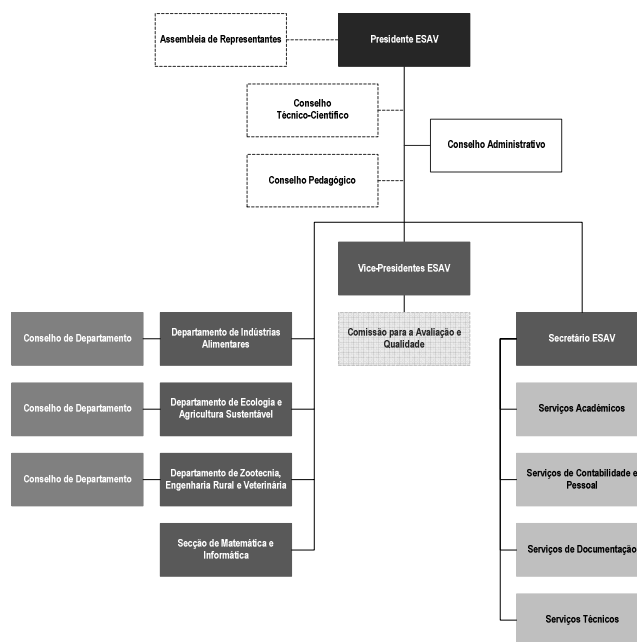 Assembleia de Representantes
Presidente ESAV
Conselho
Técnico-Científico
Conselho Administrativo
Conselho Pedagógico
Vice-Presidentes ESAV
Conselho de Departamento
Departamento de Indústrias
Alimentares
Comissão para a Avaliação e
Qualidade
Secretário ESAV
Conselho de Departamento
Departamento de Ecologia e
Agricultura Sustentável
Serviços Académicos
Conselho de Departamento
Departamento de Zootecnia,
Engenharia Rural e Veterinária
Serviços de Contabilidade e
Pessoal
Secção de Matemática e
Informática
Serviços de Documentação
Serviços Técnicos